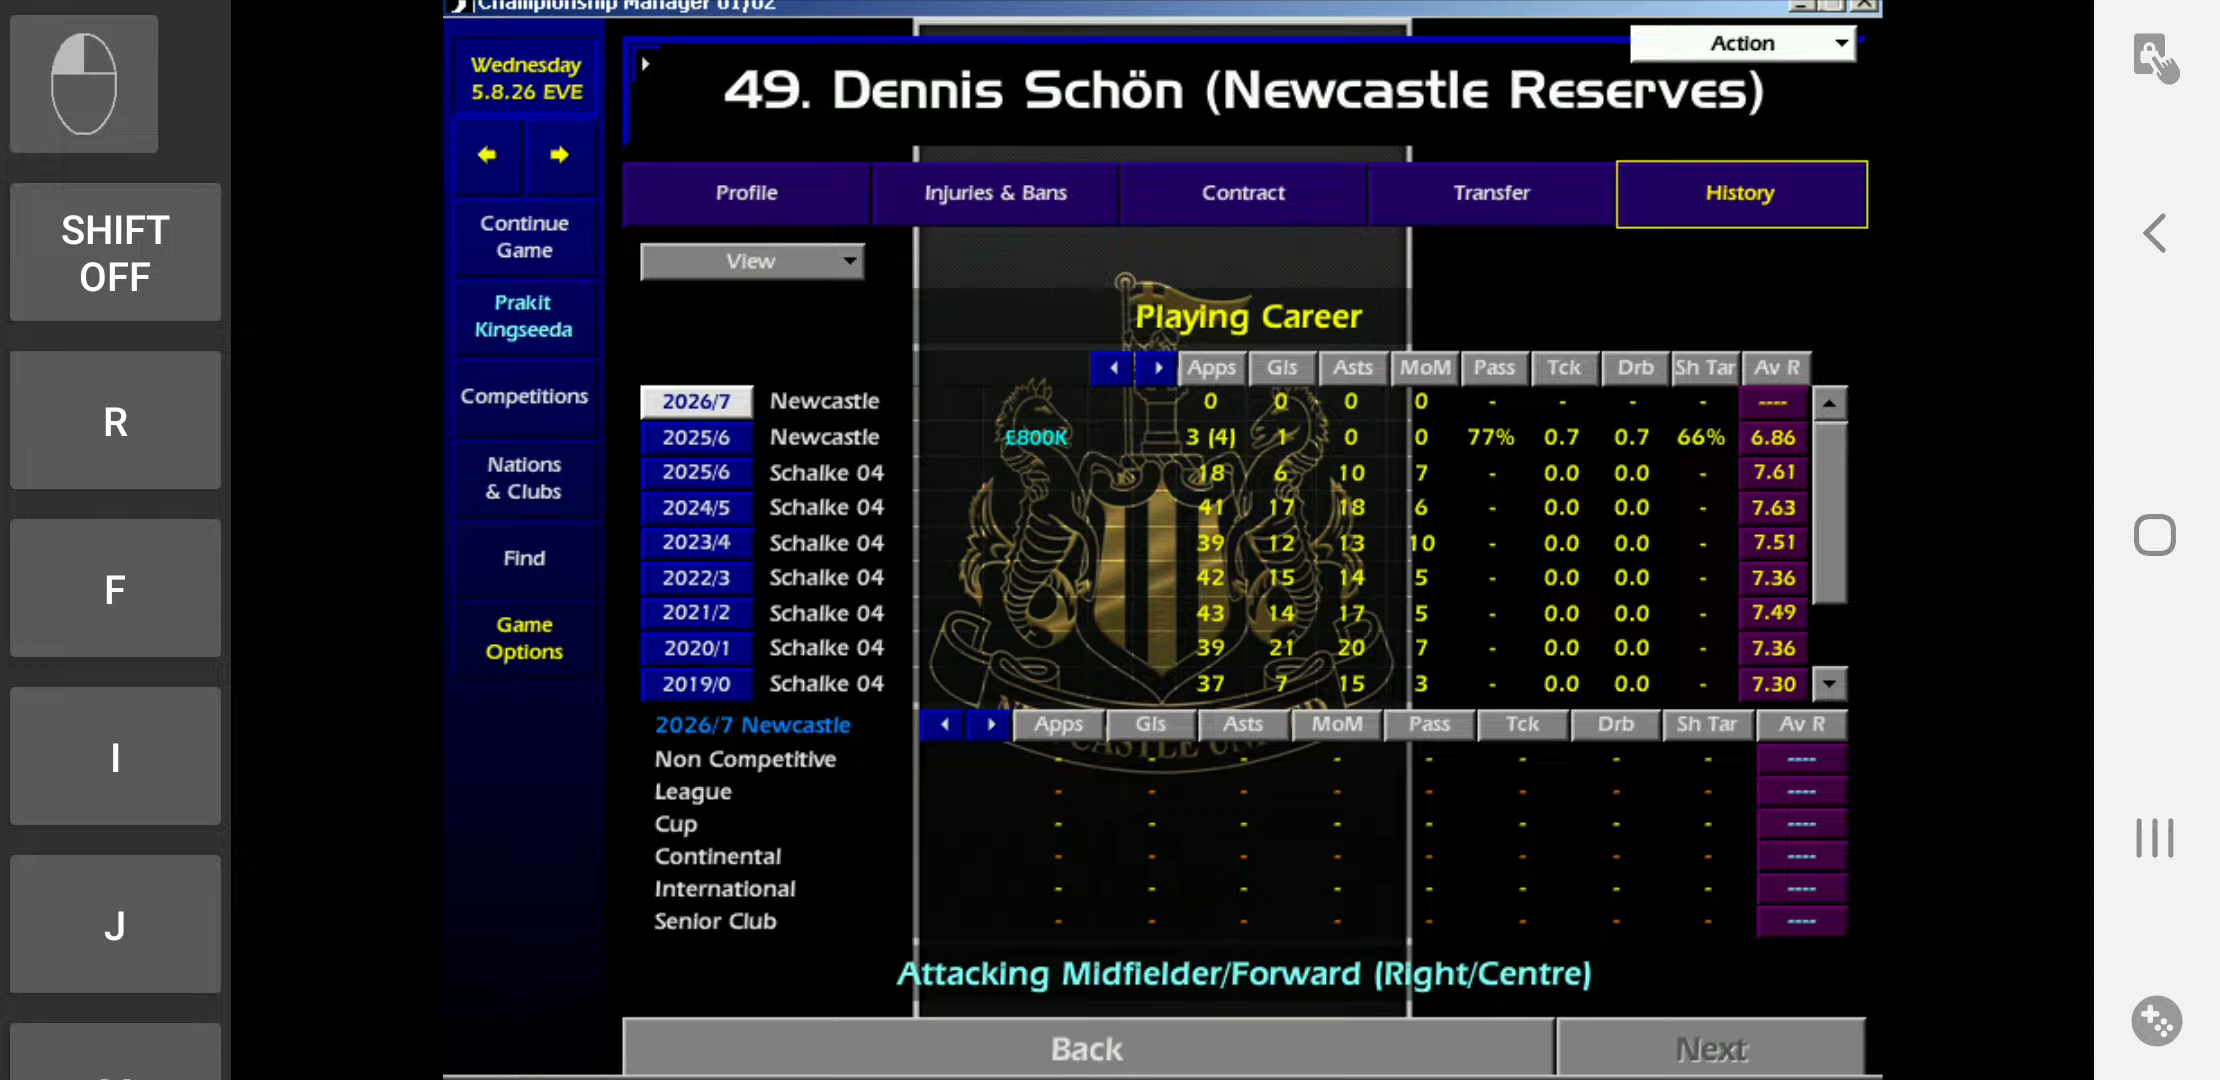 Championship Manager 01/02
SHIFT
OFF
R
F
I
J
Wednesday
5.8.26 EVE
Continue
Game
Prakit
Kingseeda
Competitions
Nations
& Clubs
Find
Game
Options
Action
49. Dennis Schön (Newcastle Reserves)
Profile Injuries & Bans Contract Transfer History
View
Playing Career
Apps Gls Asts MoM Pass Tck Drb Sh Tar Av R
2026/7 Newcastle 0 0 0 0 - - - - ----
2025/6 Newcastle £800K 3 (4) 1 0 0 77% 0.7 0.7 66% 6.86
2025/6 Schalke 04 18 6 10 7 - 0.0 0.0 - 7.61
2024/5 Schalke 04 41 17 18 6 - 0.0 0.0 - 7.63
2023/4 Schalke 04 39 12 13 10 - 0.0 0.0 - 7.51
2022/3 Schalke 04 42 15 14 5 - 0.0 0.0 - 7.36
2021/2 Schalke 04 43 14 17 5 - 0.0 0.0 - 7.49
2020/1 Schalke 04 39 21 20 7 - 0.0 0.0 - 7.36
2019/0 Schalke 04 37 7 15 3 - 0.0 0.0 - 7.30
2026/7 Newcastle Apps Gls Asts MoM Pass Tck Drb Sh Tar Av R
Non Competitive - - - - - - - - ----
League - - - - - - - - ----
Cup - - - - - - - - ----
Continental - - - - - - - - ----
International - - - - - - - - ----
Senior Club - - - - - - - - ----
Attacking Midfielder/Forward (Right/Centre)
Back Next